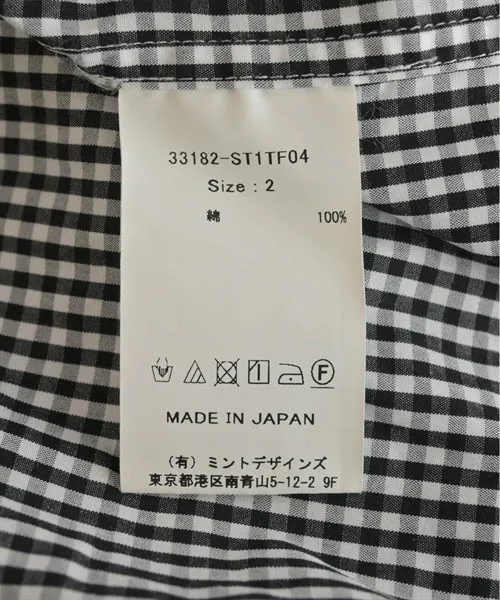 33182-ST1TF04
Size : 2
綿 100%
F
MADE IN JAPAN
(有) ミントデザインズ
東京都港区南青山5-12-2 9F